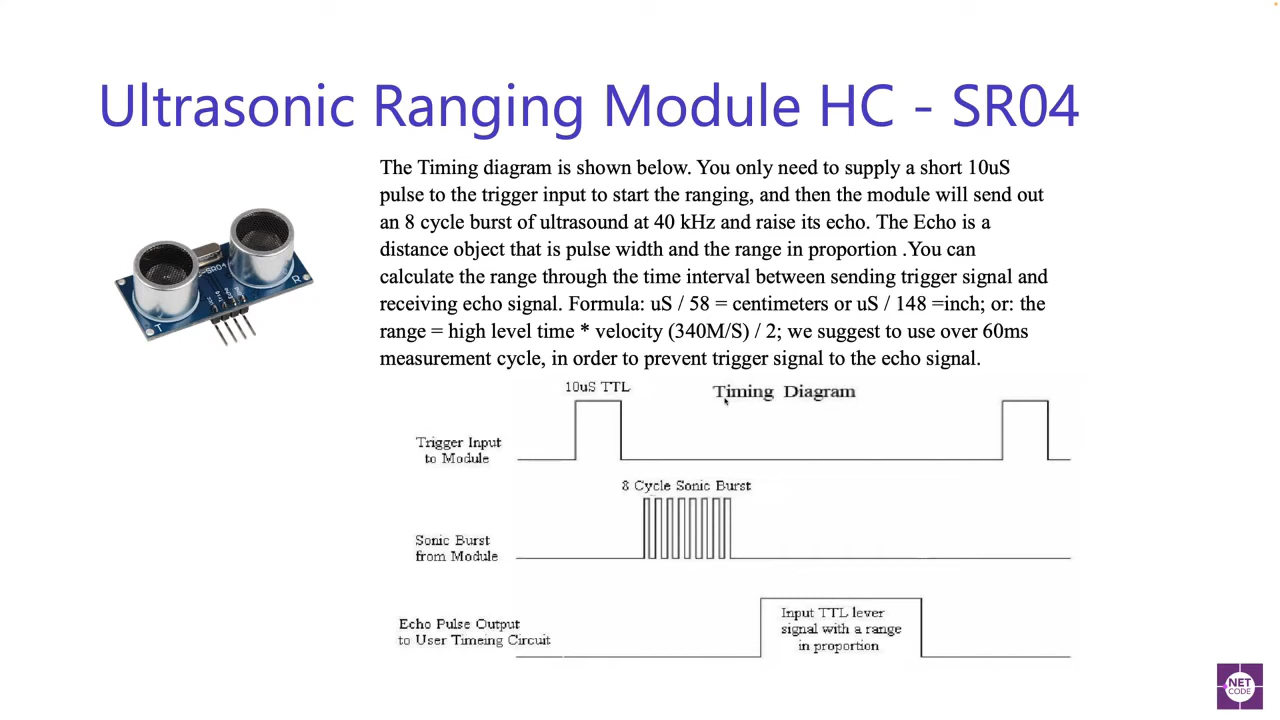 Ultrasonic Ranging Module HC - SR04
The Timing diagram is shown below. You only need to supply a short 10uS
pulse to the trigger input to start the ranging, and then the module will send out
an 8 cycle burst of ultrasound at 40 kHz and raise its echo. The Echo is a
distance object that is pulse width and the range in proportion .You can
calculate the range through the time interval between sending trigger signal and
receiving echo signal. Formula: uS / 58 = centimeters or uS / 148 =inch; or: the
range = high level time * velocity (340M/S) / 2; we suggest to use over 60ms
measurement cycle, in order to prevent trigger signal to the echo signal.
-SR04
Vcc
Trig
Echo
Gnd
T
R
10uS TTL
Timing Diagram
Trigger Input
to Module
8 Cycle Sonic Burst
Sonic Burst
from Module
Echo Pulse Output
to User Timeing Circuit
Input TTL lever
signal with a range
in proportion
NET
CODE